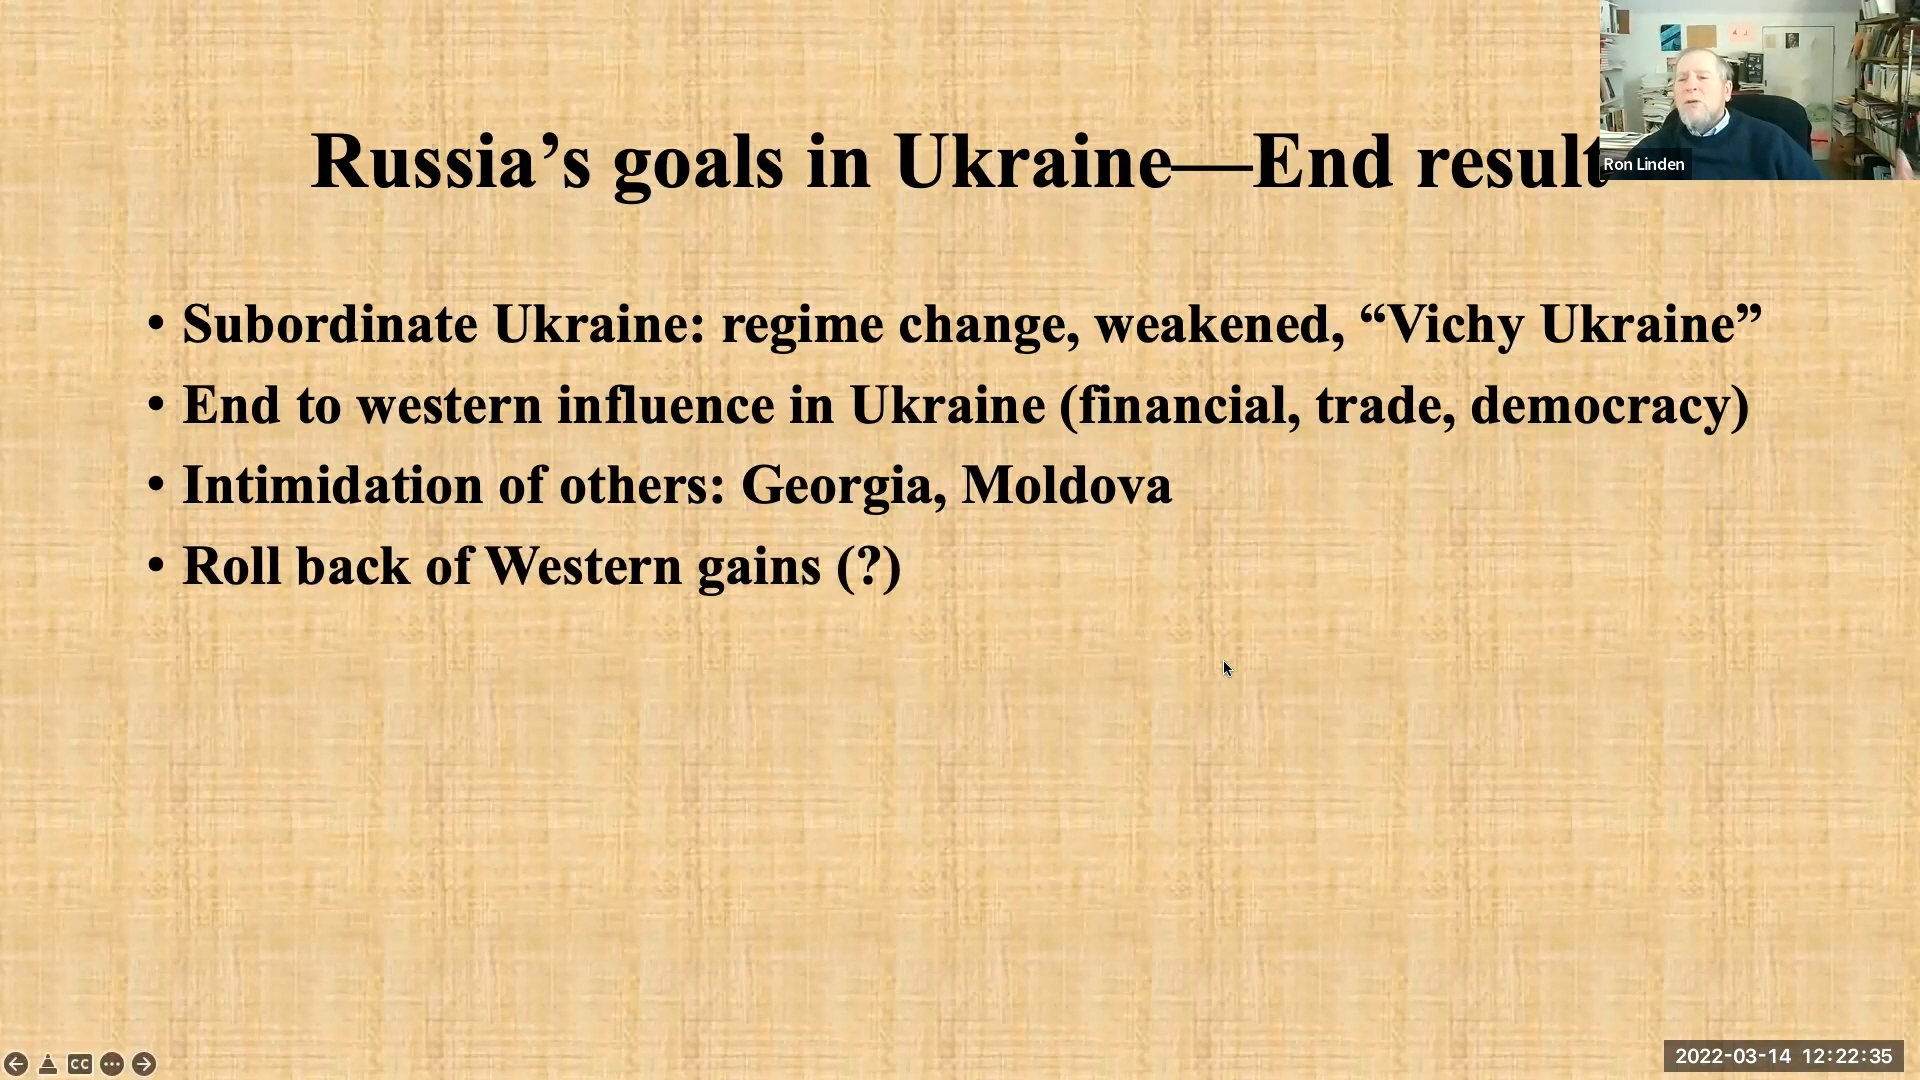 Russia’s goals in Ukraine—End result
Ron Linden
• Subordinate Ukraine: regime change, weakened, “Vichy Ukraine”
• End to western influence in Ukraine (financial, trade, democracy)
• Intimidation of others: Georgia, Moldova
• Roll back of Western gains (?)
CC
2022-03-14 12:22:35